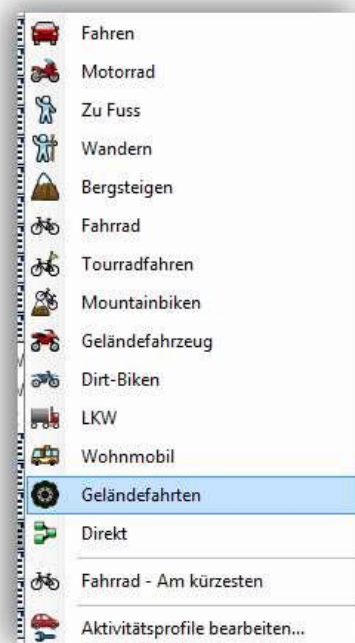 Fahren
Motorrad
Zu Fuss
Wandern
Bergsteigen
Fahrrad
Tourradfahren
Mountainbiken
Geländefahrzeug
Dirt-Biken
LKW
Wohnmobil
Geländefahrten
Direkt
Fahrrad - Am kürzesten
Aktivitätsprofile bearbeiten...